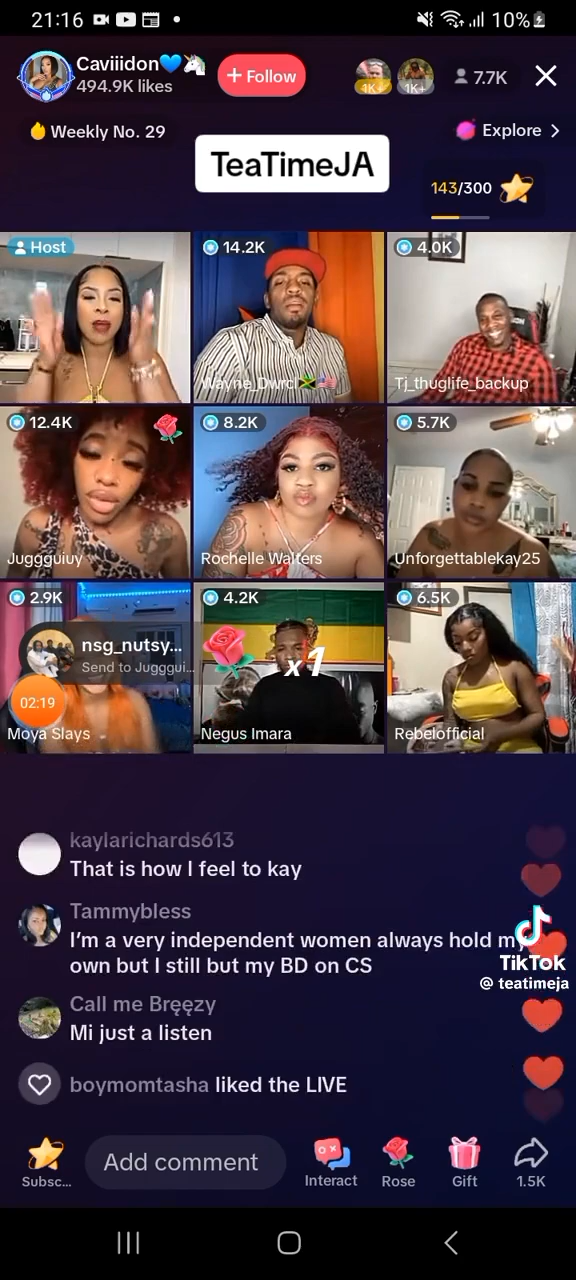 21:16
10%
Caviiidon💙🦄
494.9K likes
+ Follow
1K+
1K+
7.7K
Weekly No. 29
Explore >
TeaTimeJA
143/300
Host
14.2K
4.0K
Wayne_Dwrc🇯🇲🇺🇸
Tj_thuglife_backup
12.4K
8.2K
5.7K
Juggguiuy
Rochelle Walters
Unforgettablekay25
2.9K
4.2K
6.5K
nsg_nutsy...
Send to Jugggui...
x1
02:19
Moya Slays
Negus Imara
Rebelofficial
kaylarichards613
That is how I feel to kay
Tammybless
I'm a very independent women always hold my
own but I still but my BD on CS
TikTok
@ teatimeja
Call me Bręęzy
Mi just a listen
boymomtasha liked the LIVE
Add comment
Subsc...
Interact
Rose
Gift
1.5K